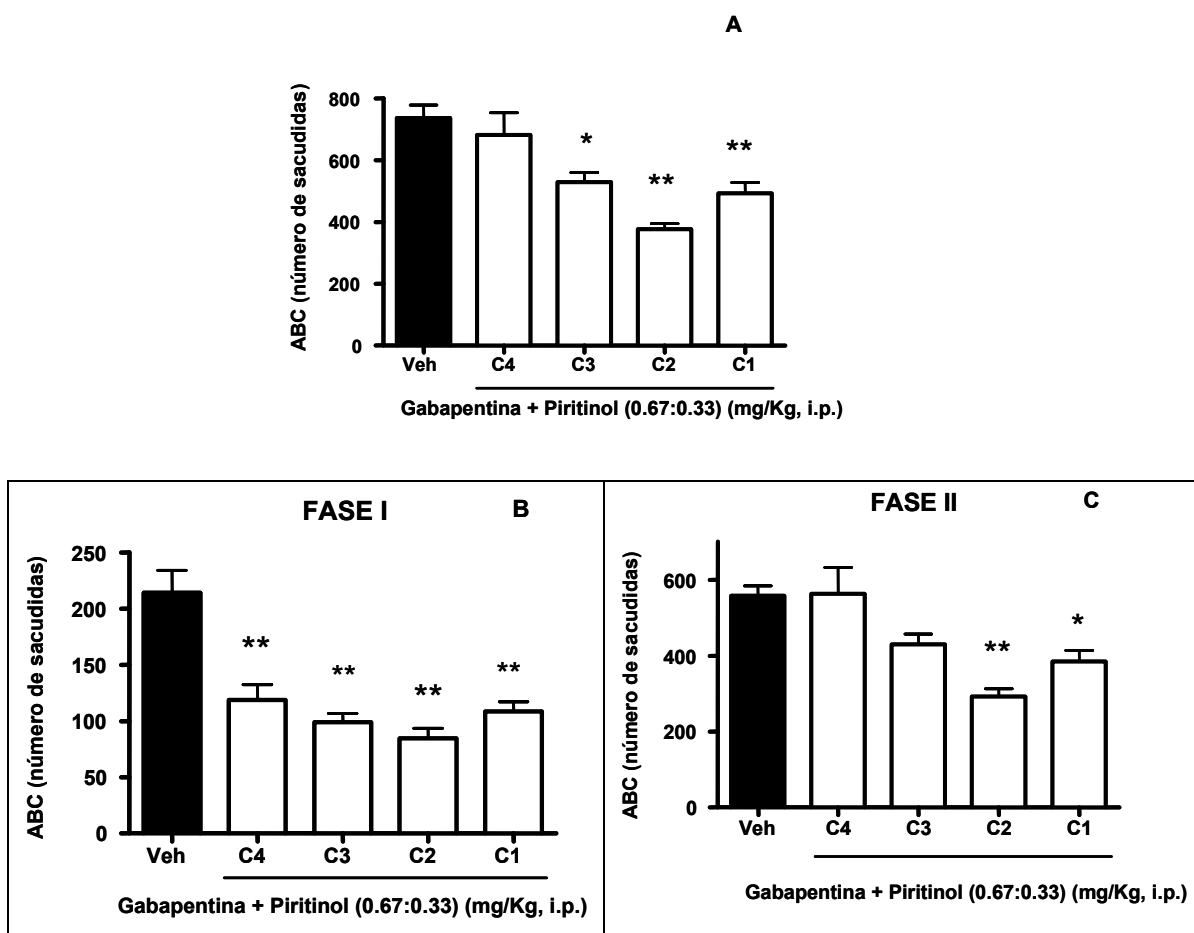 A
ABC (número de sacudidas)
800
600
400
200
0
*
**
**
Veh C4 C3 C2 C1
Gabapentina + Piritinol (0.67:0.33) (mg/Kg, i.p.)
FASE I B
ABC (número de sacudidas)
250
200
150
100
50
0
**
**
**
**
Veh C4 C3 C2 C1
Gabapentina + Piritinol (0.67:0.33) (mg/Kg, i.p.)
FASE II C
ABC (número de sacudidas)
600
400
200
0
**
*
Veh C4 C3 C2 C1
Gabapentina + Piritinol (0.67:0.33) (mg/Kg, i.p.)